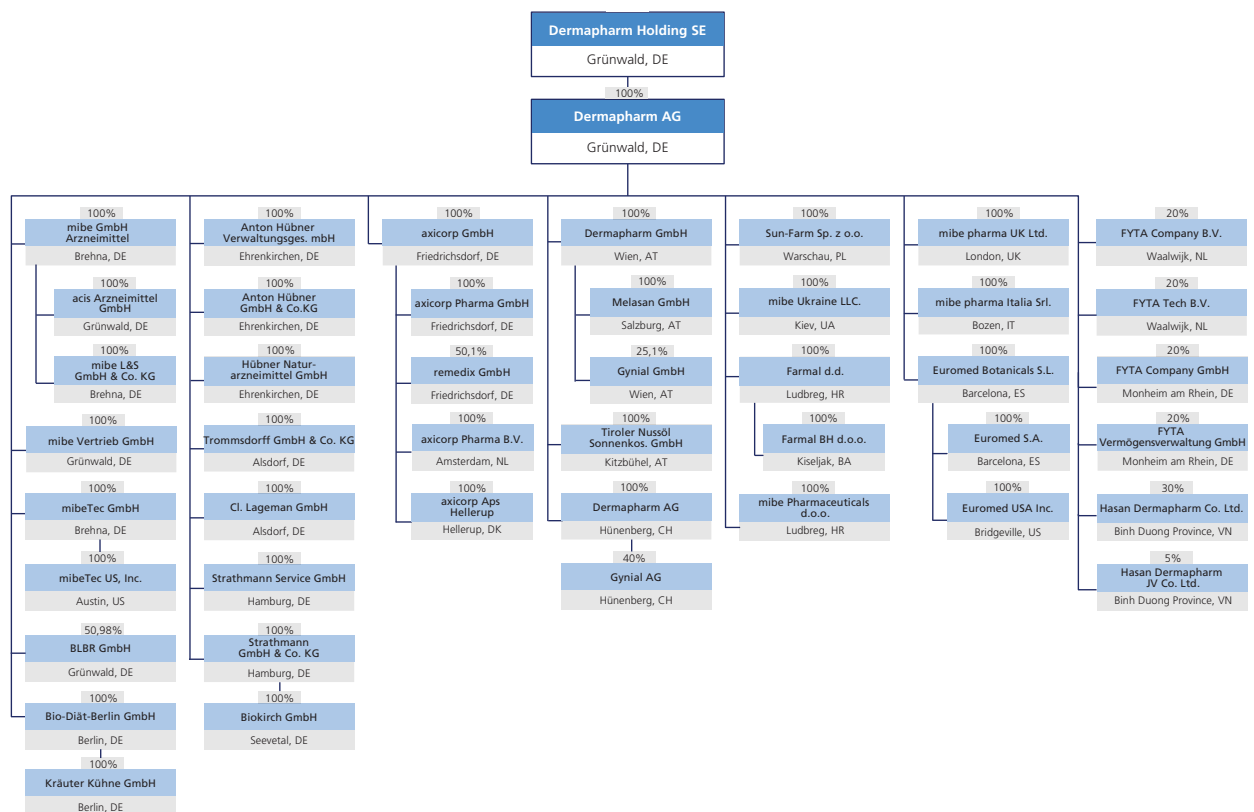 Dermapharm Holding SE
Grünwald, DE
100%
Dermapharm AG
Grünwald, DE
100%
mibe GmbH
Arzneimittel
Brehna, DE
100%
acis Arzneimittel
GmbH
Grünwald, DE
100%
mibe L&S
GmbH & Co. KG
Brehna, DE
100%
mibe Vertrieb GmbH
Grünwald, DE
100%
mibeTec GmbH
Brehna, DE
100%
mibeTec US, Inc.
Austin, US
50,98%
BLBR GmbH
Grünwald, DE
100%
Bio-Diät-Berlin GmbH
Berlin, DE
100%
Kräuter Kühne GmbH
Berlin, DE
100%
Anton Hübner
Verwaltungsges. mbH
Ehrenkirchen, DE
100%
Anton Hübner
GmbH & Co.KG
Ehrenkirchen, DE
100%
Hübner Natur-
arzneimittel GmbH
Ehrenkirchen, DE
100%
Trommsdorff GmbH & Co. KG
Alsdorf, DE
100%
Cl. Lageman GmbH
Alsdorf, DE
100%
Strathmann Service GmbH
Hamburg, DE
100%
Strathmann
GmbH & Co. KG
Hamburg, DE
100%
Biokirch GmbH
Seevetal, DE
100%
axicorp GmbH
Friedrichsdorf, DE
100%
axicorp Pharma GmbH
Friedrichsdorf, DE
50,1%
remedix GmbH
Friedrichsdorf, DE
100%
axicorp Pharma B.V.
Amsterdam, NL
100%
axicorp Aps
Hellerup
Hellerup, DK
100%
Dermapharm GmbH
Wien, AT
100%
Melasan GmbH
Salzburg, AT
25,1%
Gynial GmbH
Wien, AT
100%
Tiroler Nussöl
Sonnenkos. GmbH
Kitzbühel, AT
100%
Dermapharm AG
Hünenberg, CH
40%
Gynial AG
Hünenberg, CH
100%
Sun-Farm Sp. z o.o.
Warschau, PL
100%
mibe Ukraine LLC.
Kiev, UA
100%
Farmal d.d.
Ludbreg, HR
100%
Farmal BH d.o.o.
Kiseljak, BA
100%
mibe Pharmaceuticals
d.o.o.
Ludbreg, HR
100%
mibe pharma UK Ltd.
London, UK
100%
mibe pharma Italia Srl.
Bozen, IT
100%
Euromed Botanicals S.L.
Barcelona, ES
100%
Euromed S.A.
Barcelona, ES
100%
Euromed USA Inc.
Bridgeville, US
20%
FYTA Company B.V.
Waalwijk, NL
20%
FYTA Tech B.V.
Waalwijk, NL
20%
FYTA Company GmbH
Monheim am Rhein, DE
20%
FYTA
Vermögensverwaltung GmbH
Monheim am Rhein, DE
30%
Hasan Dermapharm Co. Ltd.
Binh Duong Province, VN
5%
Hasan Dermapharm
JV Co. Ltd.
Binh Duong Province, VN